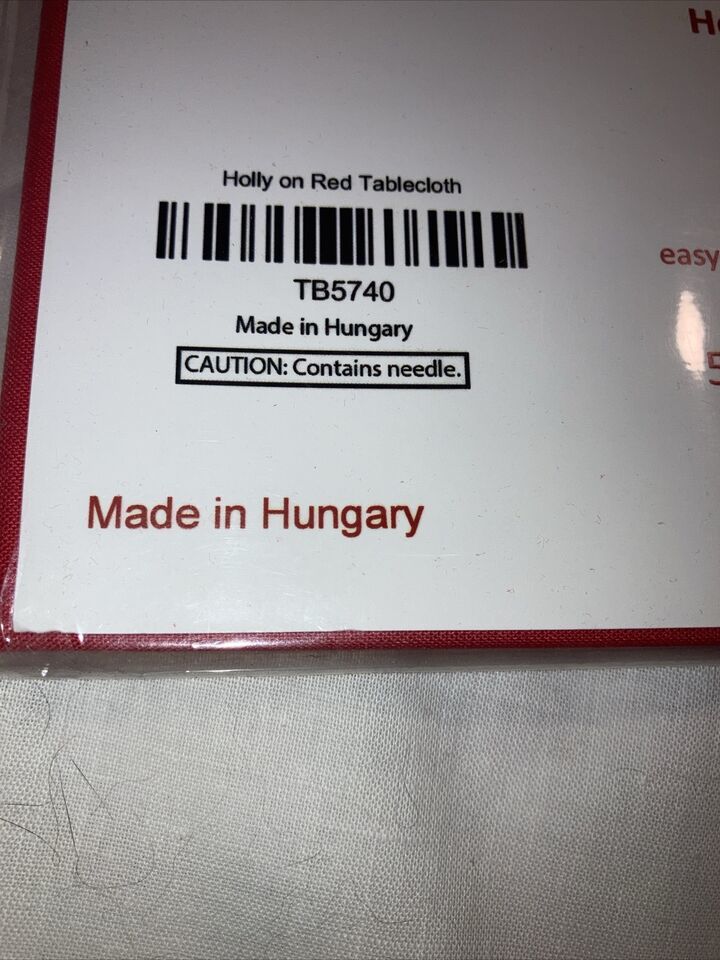 Holly on Red Tablecloth
TB5740
Made in Hungary
CAUTION: Contains needle.
easy
Made in Hungary